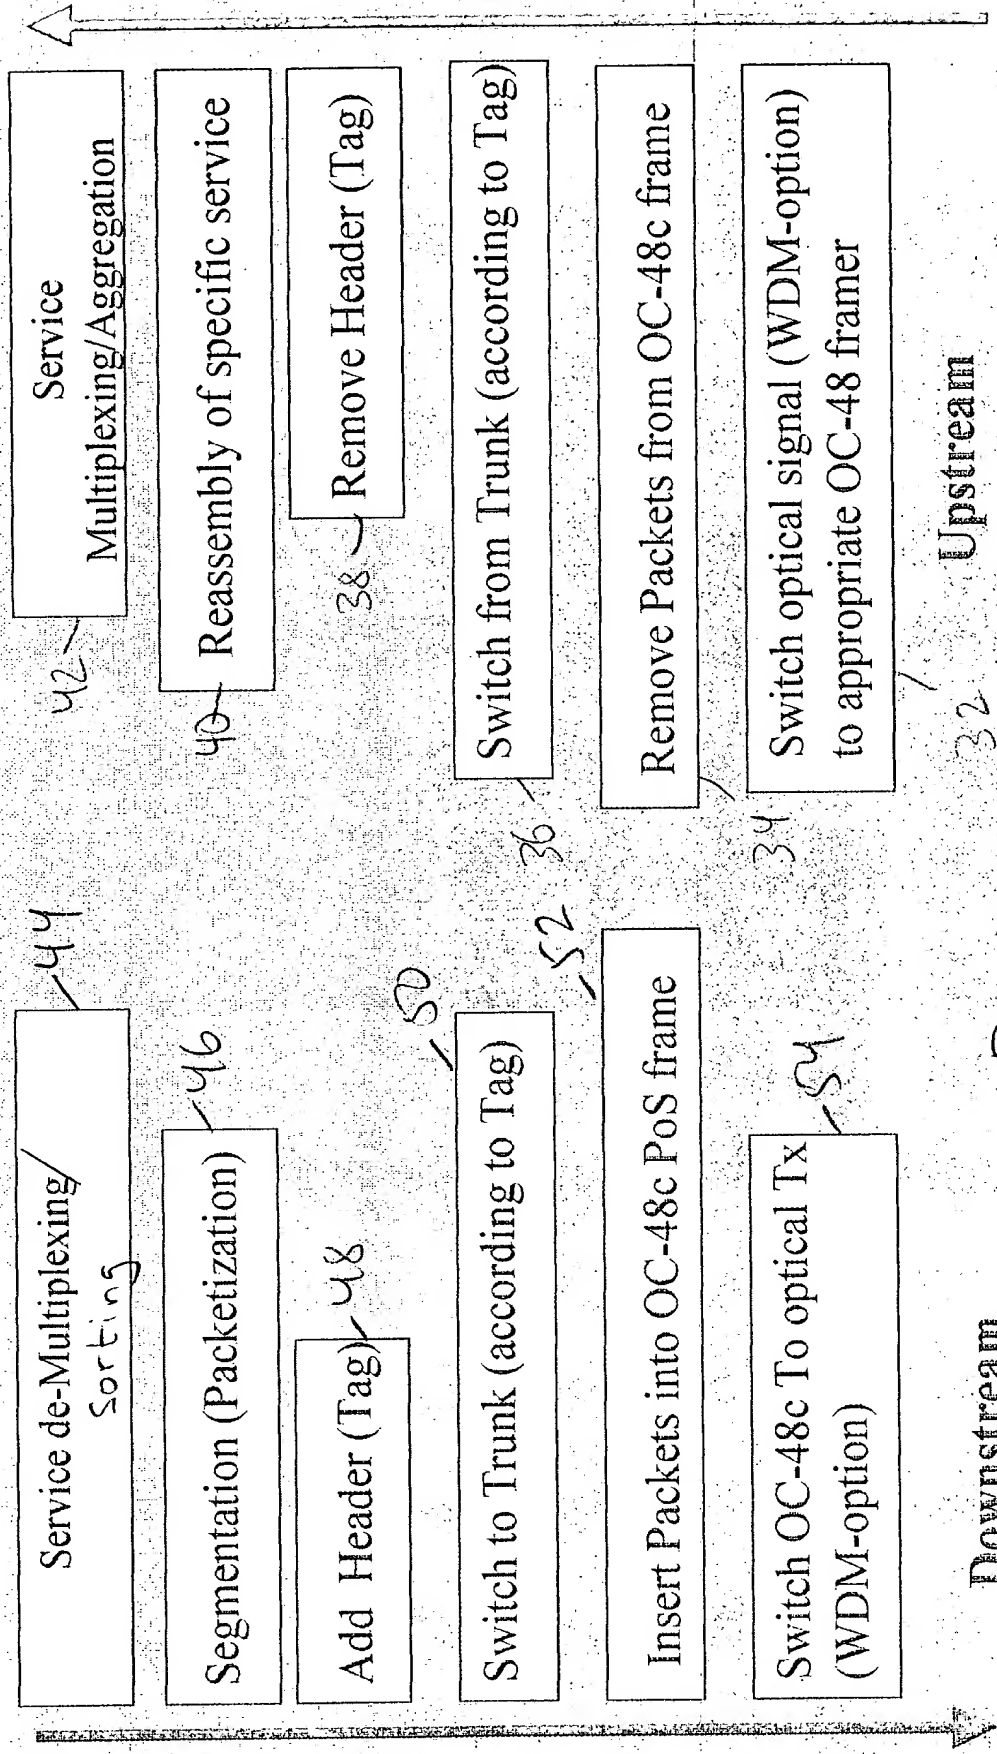 Service de-Multiplexing/
Sorting
44
Segmentation (Packetization)
46
Add Header (Tag)
48
Switch to Trunk (according to Tag)
50
Insert Packets into OC-48c PoS frame
52
Switch OC-48c To optical Tx
(WDM-option)
54
Downstream
Service
Multiplexing/Aggregation
42
Reassembly of specific service
40
Remove Header (Tag)
38
Switch from Trunk (according to Tag)
36
Remove Packets from OC-48c frame
34
Switch optical signal (WDM-option)
to appropriate OC-48 framer
32
Upstream